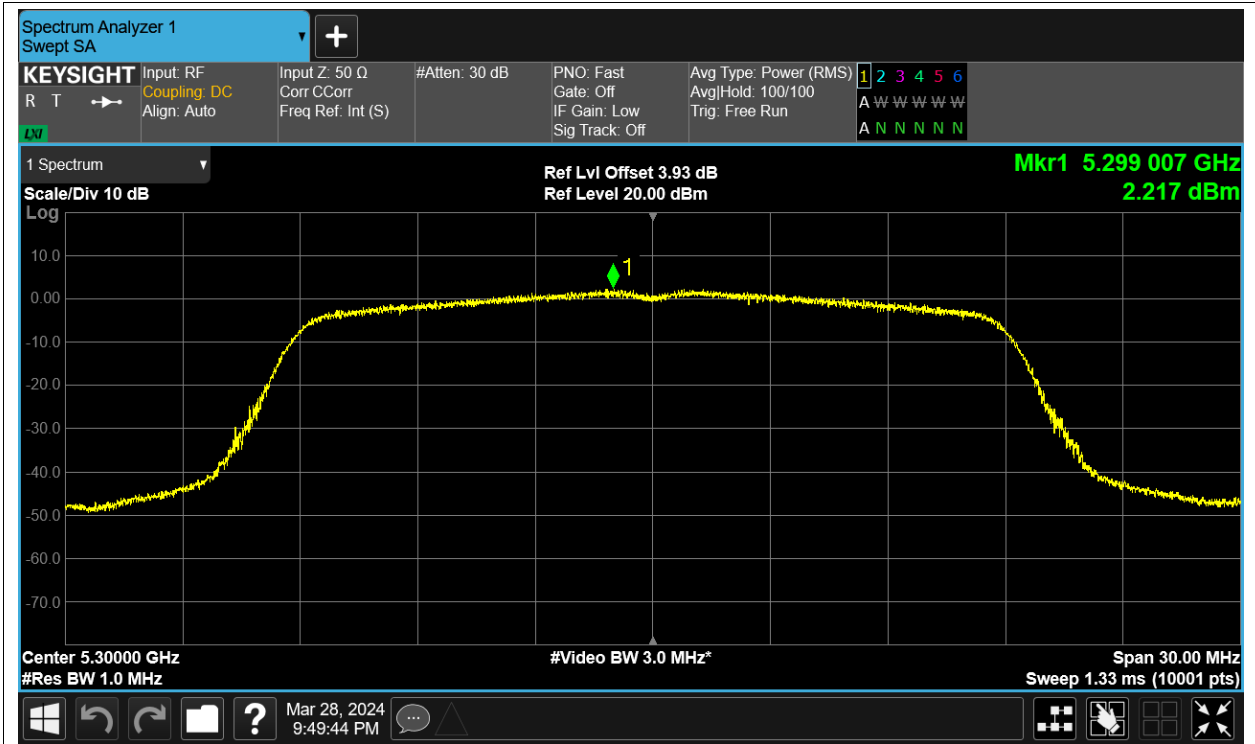 Spectrum Analyzer 1
Swept SA
KEYSIGHT
R T
LXI
Input: RF
Coupling: DC
Align: Auto
Input Z: 50 Ω
Corr CCorr
Freq Ref: Int (S)
#Atten: 30 dB
PNO: Fast
Gate: Off
IF Gain: Low
Sig Track: Off
Avg Type: Power (RMS)
Avg|Hold: 100/100
Trig: Free Run
1 2 3 4 5 6
A W W W W W
A N N N N N
1 Spectrum
Scale/Div 10 dB
Log
Ref Lvl Offset 3.93 dB
Ref Level 20.00 dBm
Mkr1 5.299 007 GHz
2.217 dBm
1
10.0
0.00
-10.0
-20.0
-30.0
-40.0
-50.0
-60.0
-70.0
Center 5.30000 GHz
#Video BW 3.0 MHz*
Span 30.00 MHz
#Res BW 1.0 MHz
Sweep 1.33 ms (10001 pts)
?
Mar 28, 2024
9:49:44 PM